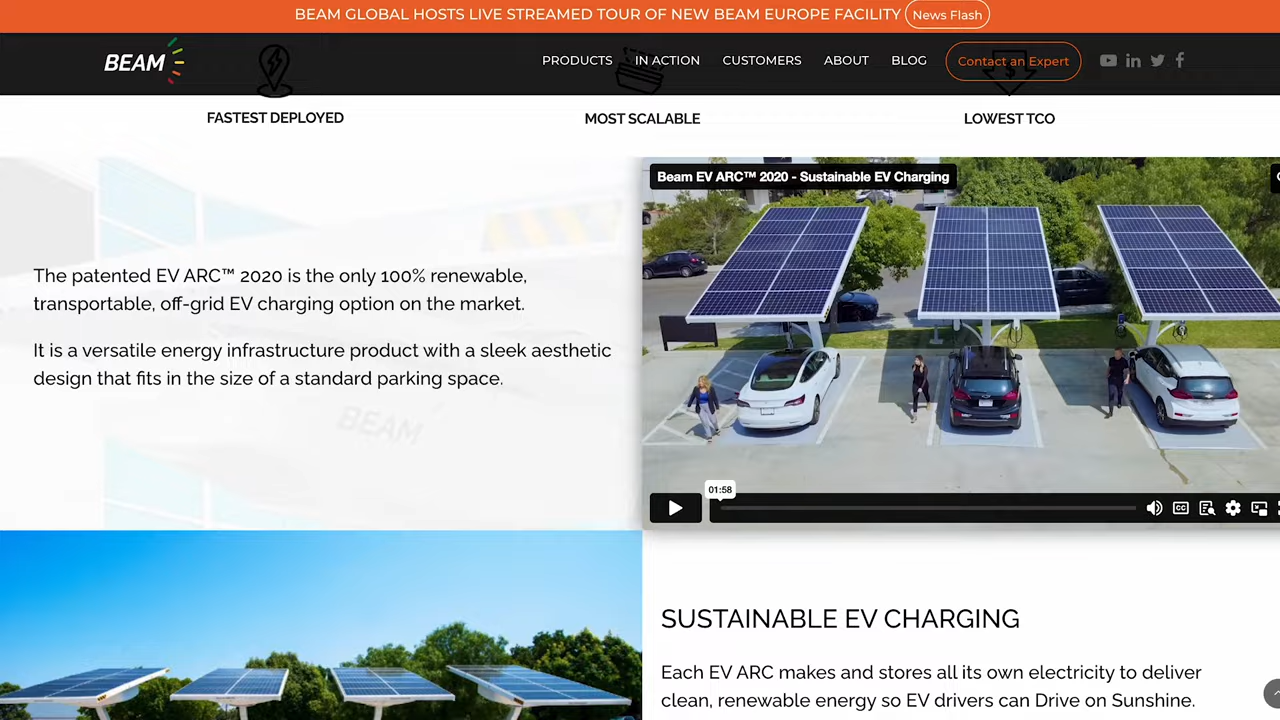 BEAM GLOBAL HOSTS LIVE STREAMED TOUR OF NEW BEAM EUROPE FACILITY News Flash
BEAM PRODUCTS IN ACTION CUSTOMERS ABOUT BLOG Contact an Expert
FASTEST DEPLOYED MOST SCALABLE LOWEST TCO
Beam EV ARC™ 2020 - Sustainable EV Charging
The patented EV ARC™ 2020 is the only 100% renewable,
transportable, off-grid EV charging option on the market.
It is a versatile energy infrastructure product with a sleek aesthetic
design that fits in the size of a standard parking space.
BEAM
01:58
CC
SUSTAINABLE EV CHARGING
Each EV ARC makes and stores all its own electricity to deliver
clean, renewable energy so EV drivers can Drive on Sunshine.